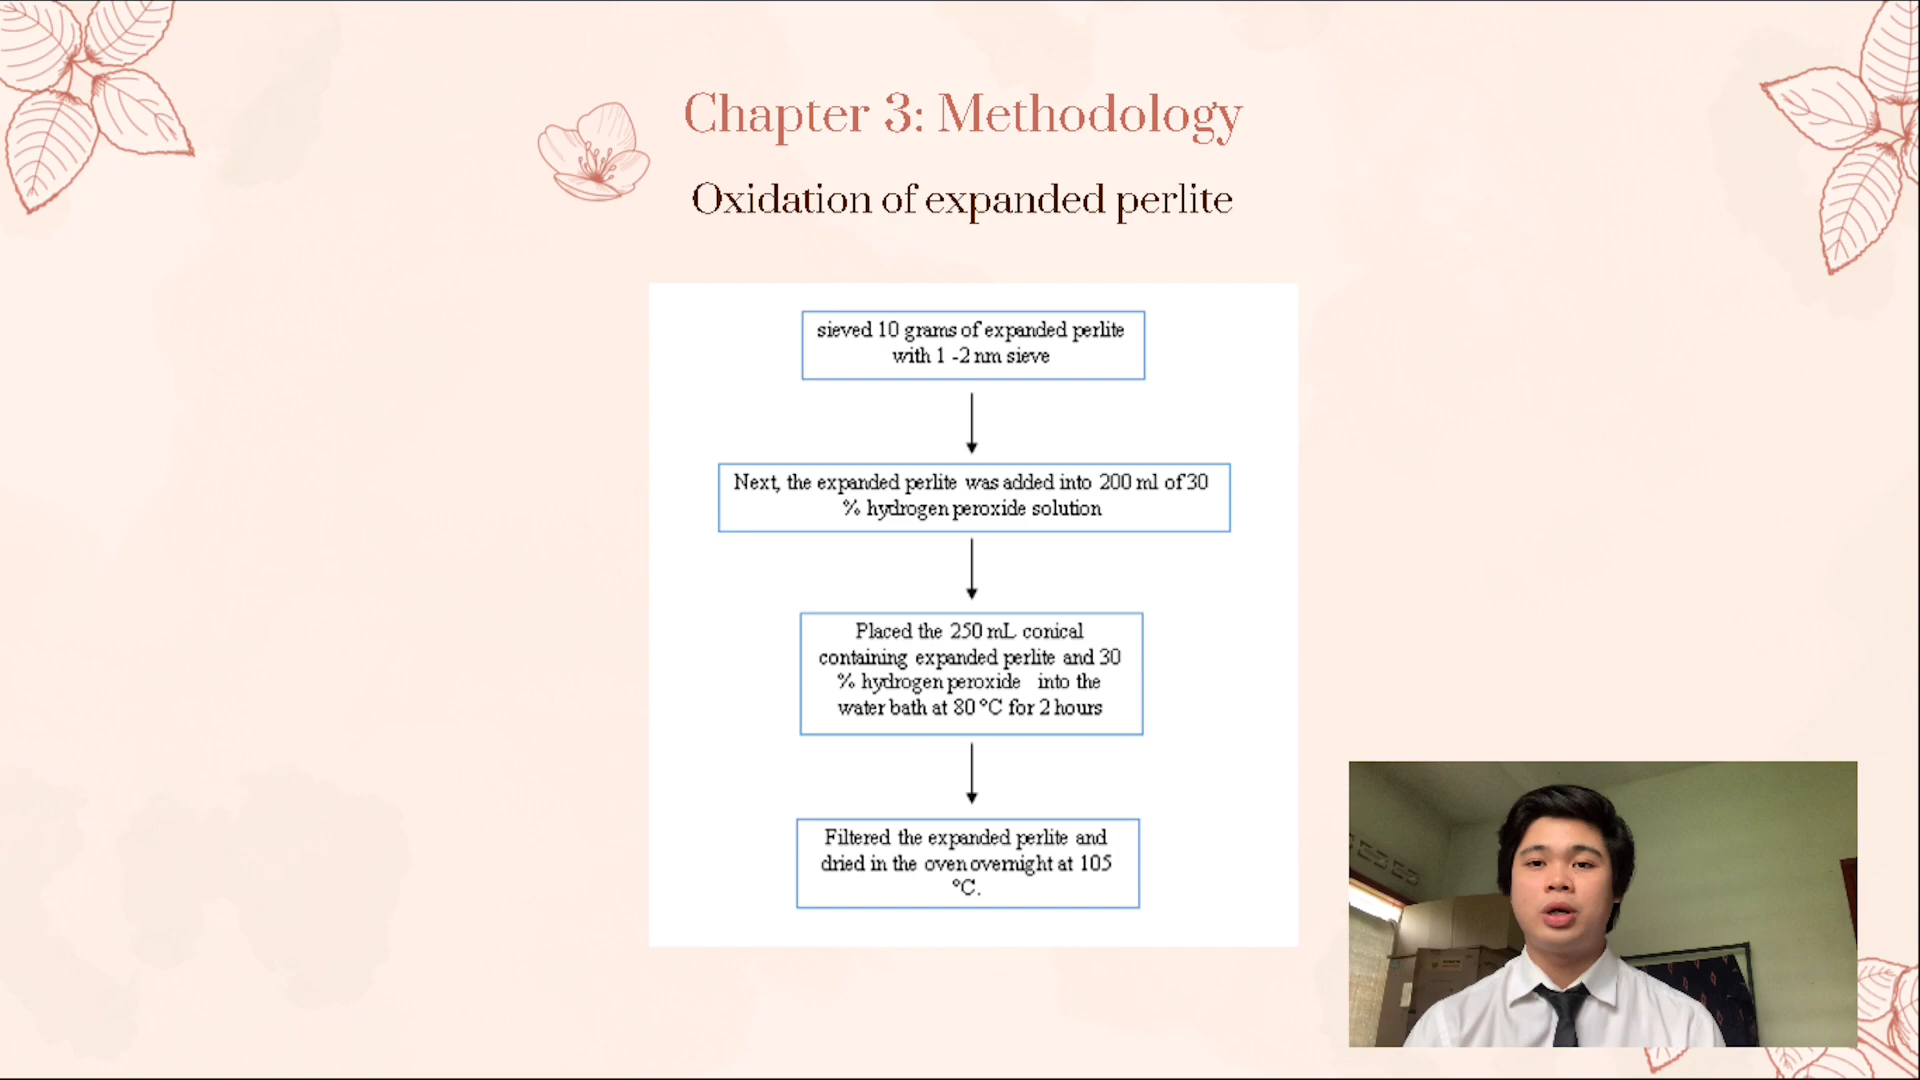 Chapter 3: Methodology
Oxidation of expanded perlite
sieved 10 grams of expanded perlite
with 1 -2 nm sieve
Next, the expanded perlite was added into 200 ml of 30
% hydrogen peroxide solution
Placed the 250 mL conical
containing expanded perlite and 30
% hydrogen peroxide into the
water bath at 80 °C for 2 hours
Filtered the expanded perlite and
dried in the oven overnight at 105
°C.